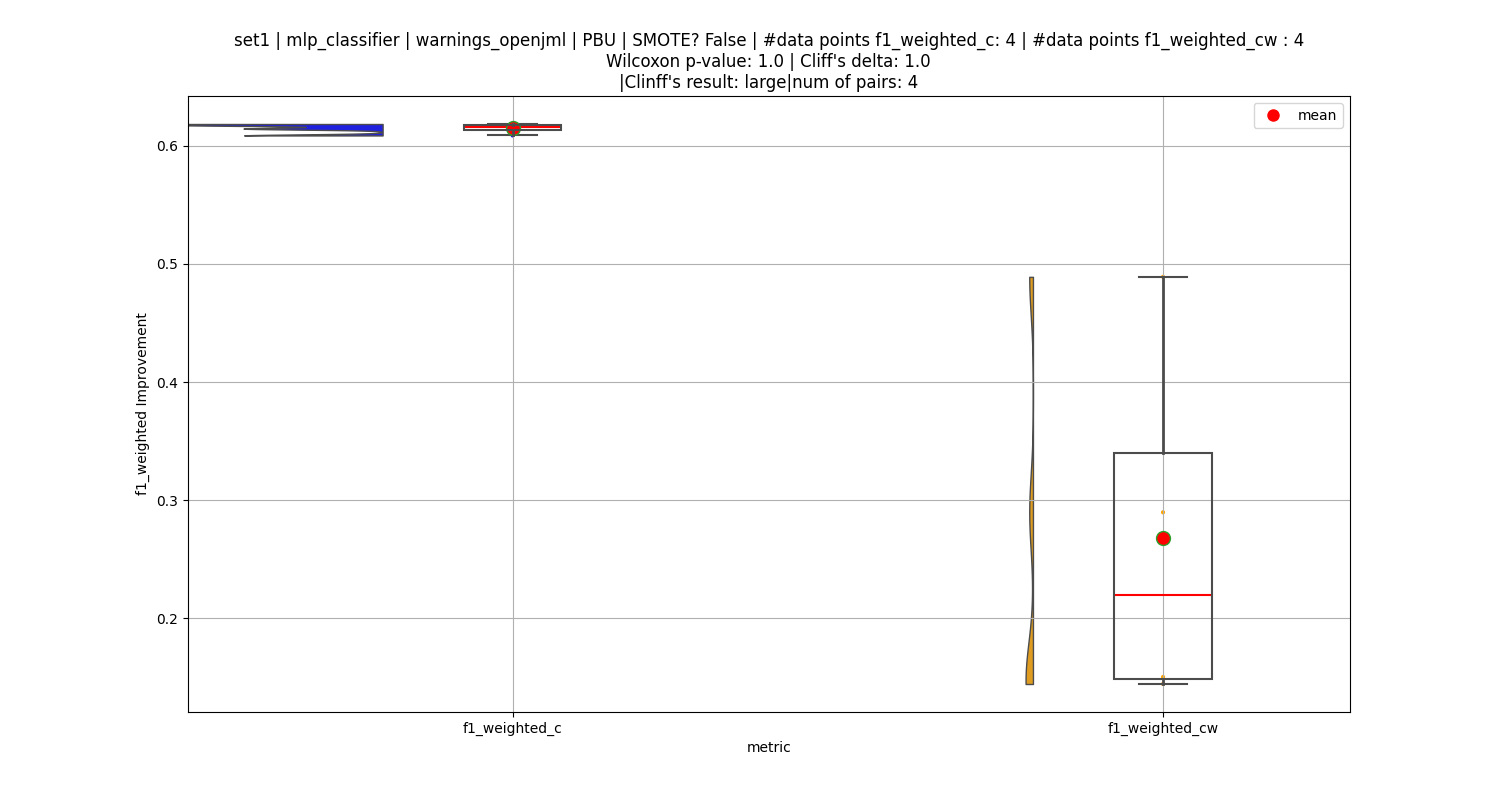 set1 | mlp_classifier | warnings_openjml | PBU | SMOTE? False | #data points f1_weighted_c: 4 | #data points f1_weighted_cw : 4
Wilcoxon p-value: 1.0 | Cliff's delta: 1.0
|Clinff's result: large|num of pairs: 4
mean
0.6
0.5
0.4
0.3
0.2
f1_weighted Improvement
f1_weighted_c
f1_weighted_cw
metric